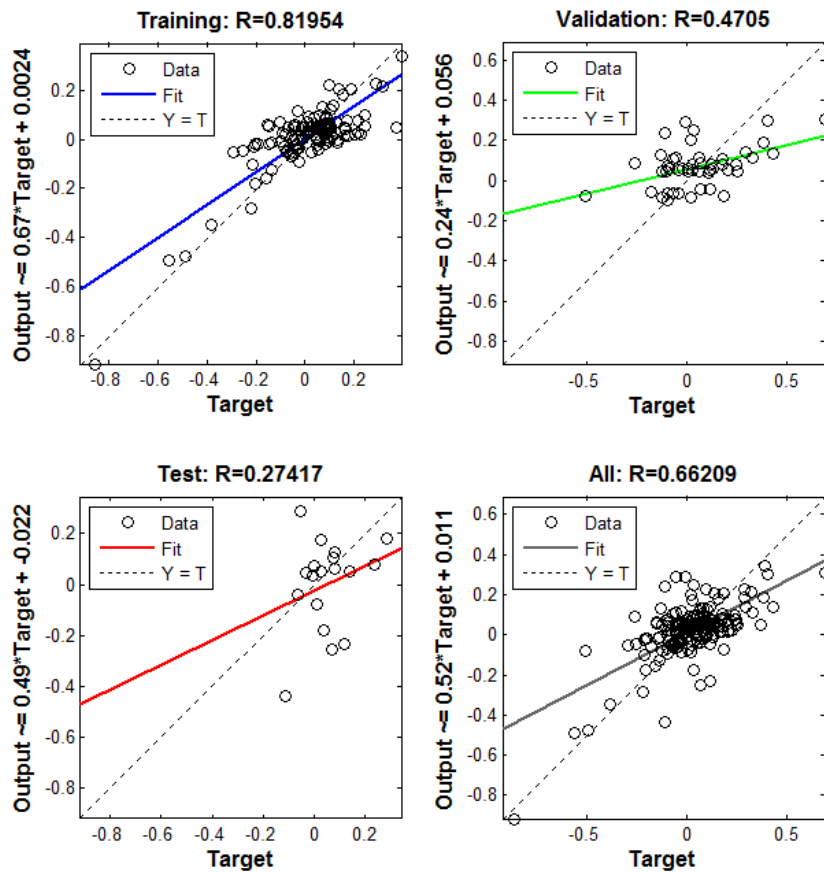 Training: R=0.81954
Output ~= 0.67*Target + 0.0024
Data
Fit
Y = T
0.2
0
-0.2
-0.4
-0.6
-0.8
-0.8 -0.6 -0.4 -0.2 0 0.2
Target
Validation: R=0.4705
Output ~= 0.24*Target + 0.056
Data
Fit
Y = T
0.6
0.4
0.2
0
-0.2
-0.4
-0.6
-0.8
-0.5 0 0.5
Target
Test: R=0.27417
Output ~= 0.49*Target + -0.022
Data
Fit
Y = T
0.2
0
-0.2
-0.4
-0.6
-0.8
-0.8 -0.6 -0.4 -0.2 0 0.2
Target
All: R=0.66209
Output ~= 0.52*Target + 0.011
Data
Fit
Y = T
0.6
0.4
0.2
0
-0.2
-0.4
-0.6
-0.8
-0.5 0 0.5
Target